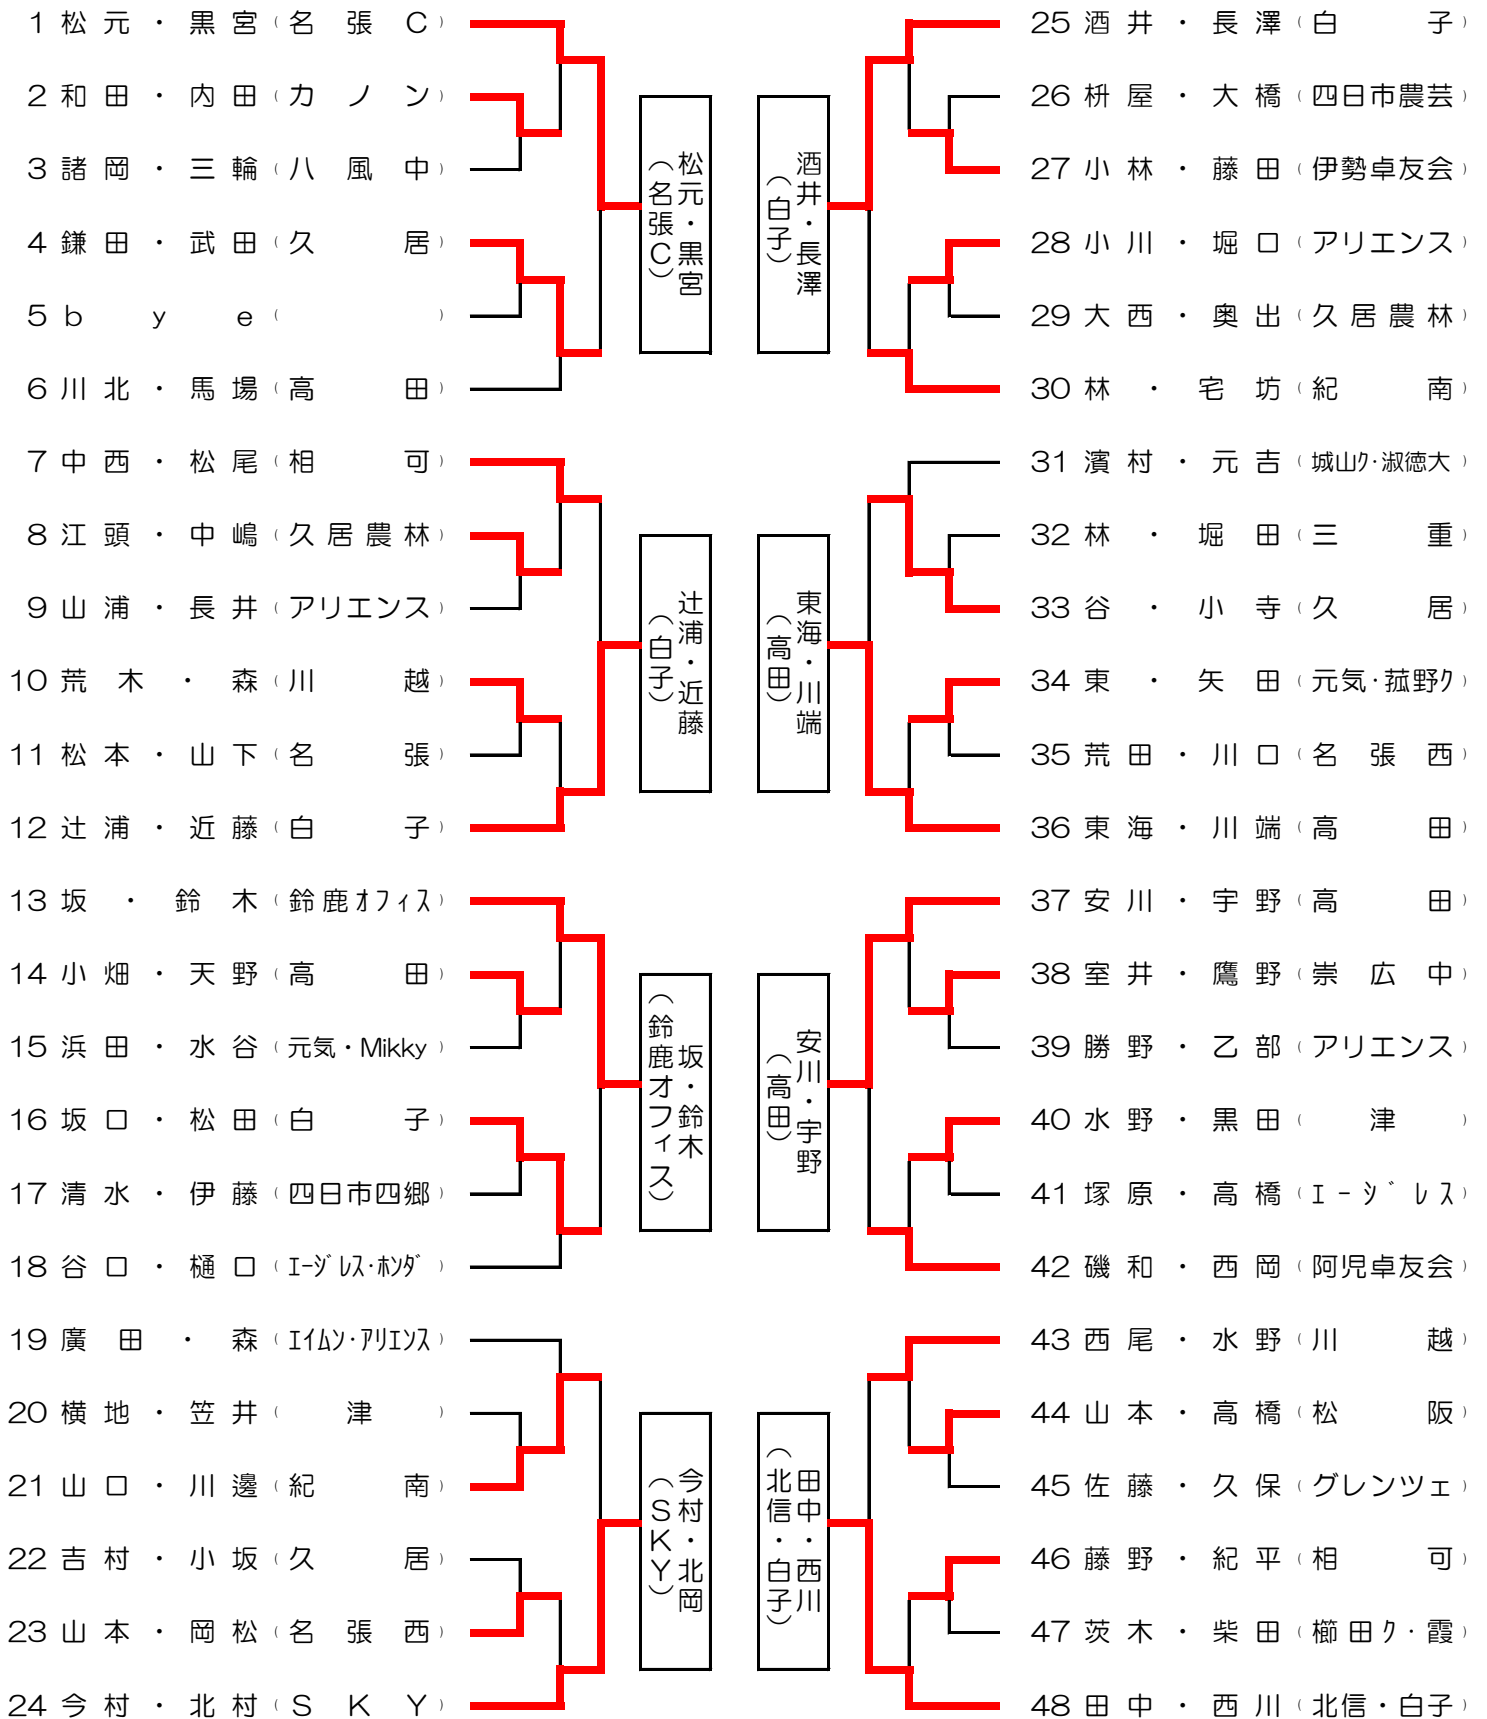 1 松元・黒宮(名張C)
2 和田・内田(カノン)
3 諸岡・三輪(八風中)
4 鎌田・武田(久居)
5 bye( )
6 川北・馬場(高田)
7 中西・松尾(相可)
8 江頭・中嶋(久居農林)
9 山浦・長井(アリエンス)
10 荒木・森(川越)
11 松本・山下(名張)
12 辻浦・近藤(白子)
13 坂・鈴木(鈴鹿オフィス)
14 小畑・天野(高田)
15 浜田・水谷(元気・Mikky)
16 坂口・松田(白子)
17 清水・伊藤(四日市四郷)
18 谷口・樋口(エージレス・ホンダ)
19 廣田・森(エイムソ・アリエンス)
20 横地・笠井(津)
21 山口・川邊(紀南)
22 吉村・小坂(久居)
23 山本・岡松(名張西)
24 今村・北村(SKY)
松元・黒宮
(名張C)
辻浦・近藤
(白子)
坂・鈴木
(鈴鹿オフィス)
今村・北岡
(SKY)
酒井・長澤
(白子)
東海・川端
(高田)
安川・宇野
(高田)
田中・西川
(北信・白子)
25 酒井・長澤(白子)
26 枡屋・大橋(四日市農芸)
27 小林・藤田(伊勢卓友会)
28 小川・堀口(アリエンス)
29 大西・奥出(久居農林)
30 林・宅坊(紀南)
31 濱村・元吉(城山ク・淑徳大)
32 林・堀田(三重)
33 谷・小寺(久居)
34 東・矢田(元気・菰野ク)
35 荒田・川口(名張西)
36 東海・川端(高田)
37 安川・宇野(高田)
38 室井・鷹野(崇広中)
39 勝野・乙部(アリエンス)
40 水野・黒田(津)
41 塚原・高橋(エージレス)
42 磯和・西岡(阿児卓友会)
43 西尾・水野(川越)
44 山本・高橋(松阪)
45 佐藤・久保(グレンツェ)
46 藤野・紀平(相可)
47 茨木・柴田(櫛田ク・霞)
48 田中・西川(北信・白子)